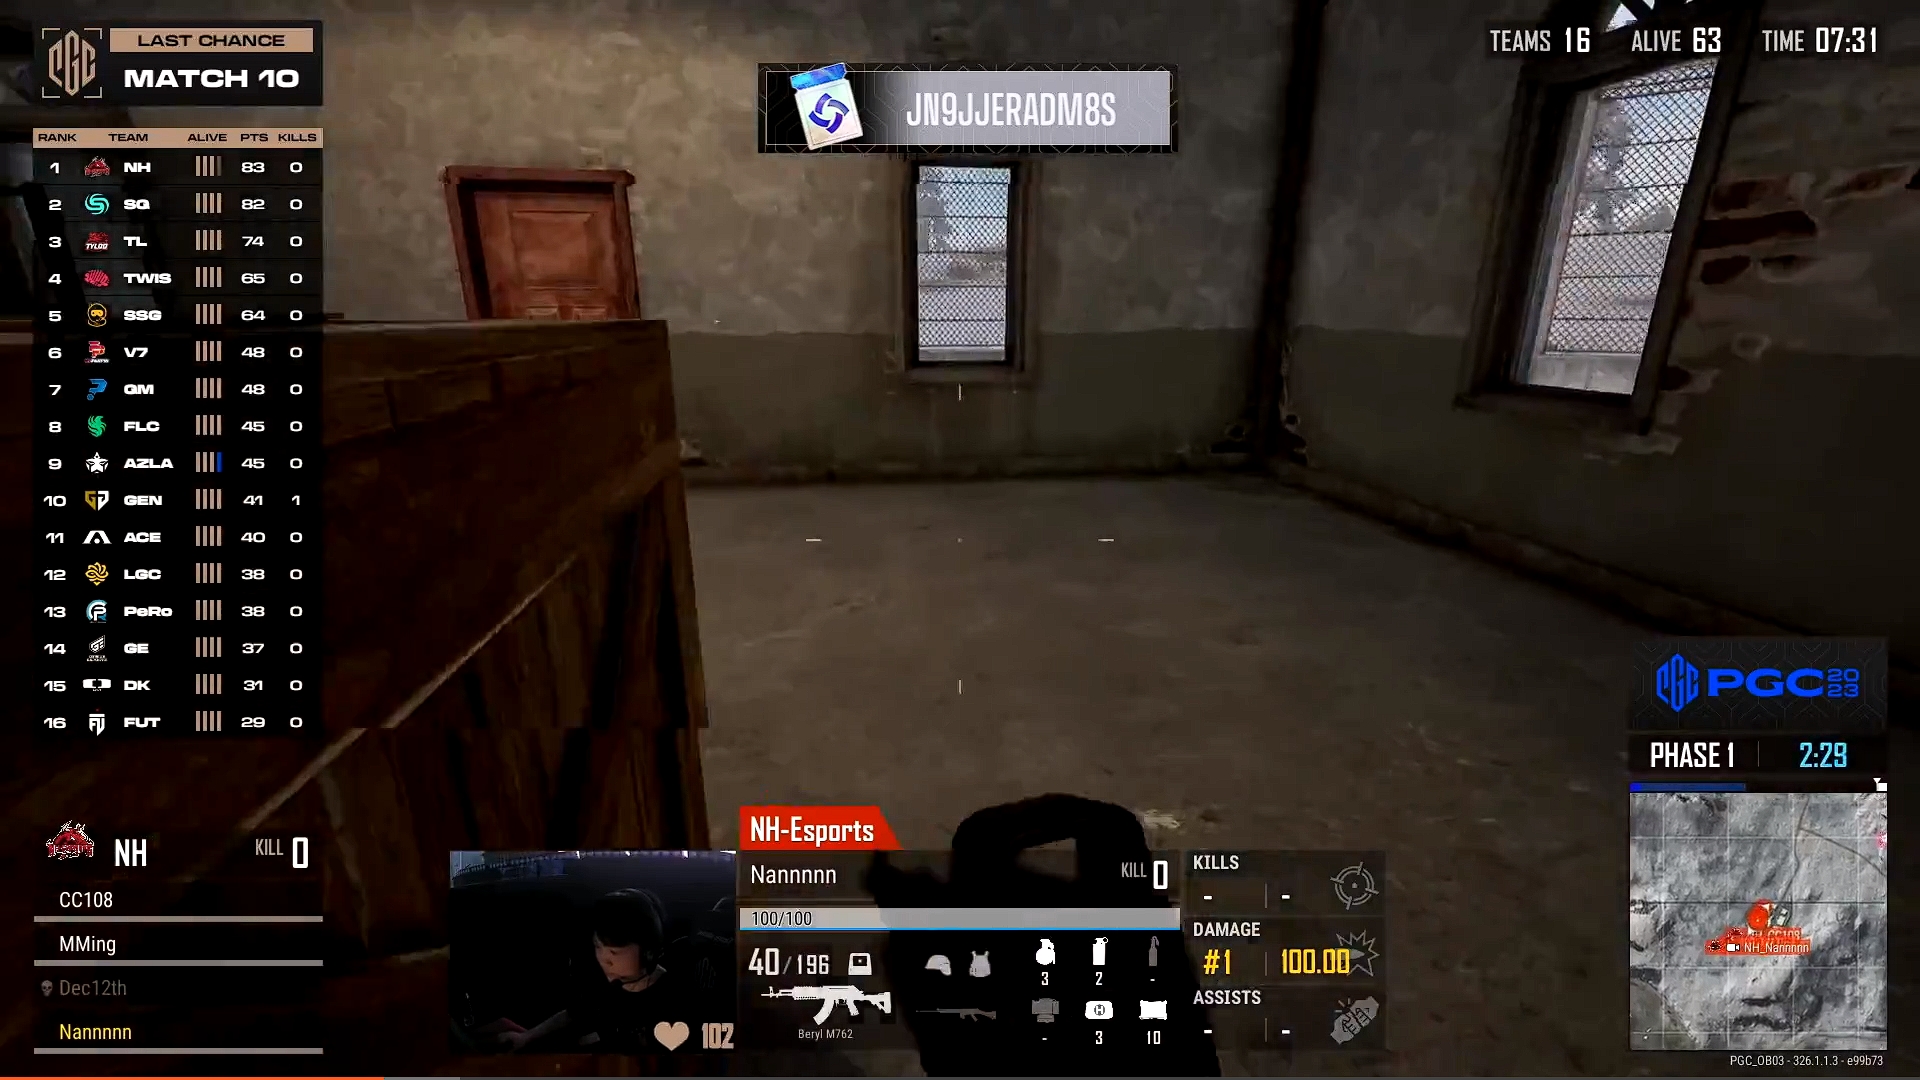 LAST CHANCE
MATCH 10
TEAMS 16 ALIVE 63 TIME 07:31
JN9JJERADM8S
RANK TEAM ALIVE PTS KILLS
1 NH 83 0
2 SQ 82 0
3 TYLOO TL 74 0
4 TWIS 65 0
5 SSG 64 0
6 V7 48 0
7 QM 48 0
8 FLC 45 0
9 AZLA 45 0
10 GEN 41 1
11 ACE 40 0
12 LGC 38 0
13 PeRo 38 0
14 GE 37 0
15 DK 31 0
16 FUT 29 0
PGC 2023
PHASE 1 2:29
NH_CC108
NH_Nannnnn
PGC_OB03 - 326.1.1.3 - e99b73
NH KILL 0
CC108
MMing
Dec12th
Nannnnn
102
NH-Esports
Nannnnn KILL 0
100/100
40/196
Beryl M762
3 2 -
- 3 10
KILLS
- -
DAMAGE
#1 100.00
ASSISTS
- -